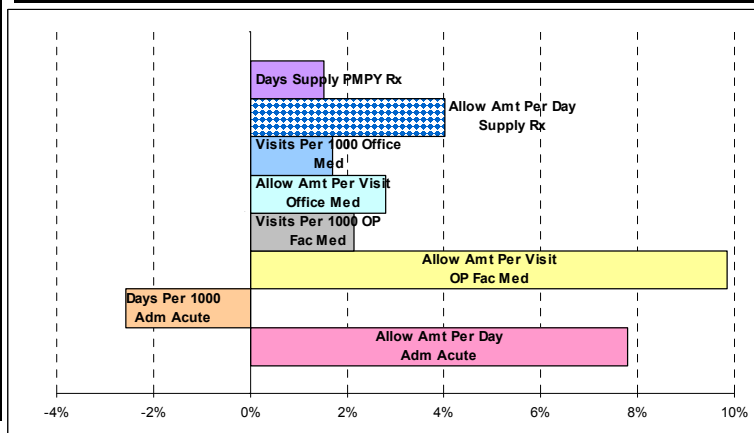 Days Supply PMPY Rx
Allow Amt Per Day
Supply Rx
Visits Per 1000 Office
Med
Allow Amt Per Visit
Office Med
Visits Per 1000 OP
Fac Med
Allow Amt Per Visit
OP Fac Med
Days Per 1000
Adm Acute
Allow Amt Per Day
Adm Acute
-4% -2% 0% 2% 4% 6% 8% 10%